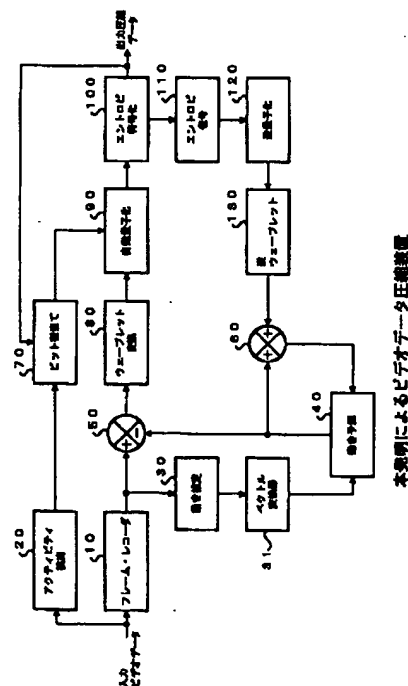 入力
ビデオデータ
20
アクティビティ
10
フレーム・レコーダ
70
ビット割当て
50
80
ウェーブレット
変換
90
量子化
100
エントロピ
符号化
出力圧縮
データ
110
エントロピ
復号
120
逆量子化
130
逆
ウェーブレット
60
30
動き推定
31
ベクトル
変換器
40
動き予測
本発明によるビデオデータ圧縮装置